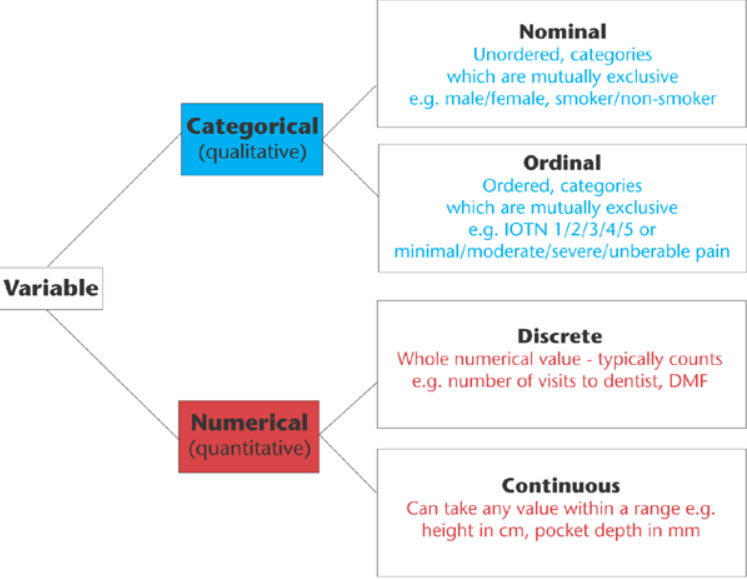 Nominal
Unordered, categories
which are mutually exclusive
e.g. male/female, smoker/non-smoker
Categorical
(qualitative)
Ordinal
Ordered, categories
which are mutually exclusive
e.g. IOTN 1/2/3/4/5 or
minimal/moderate/severe/unberable pain
Variable
Discrete
Whole numerical value - typically counts
e.g. number of visits to dentist, DMF
Numerical
(quantitative)
Continuous
Can take any value within a range e.g.
height in cm, pocket depth in mm